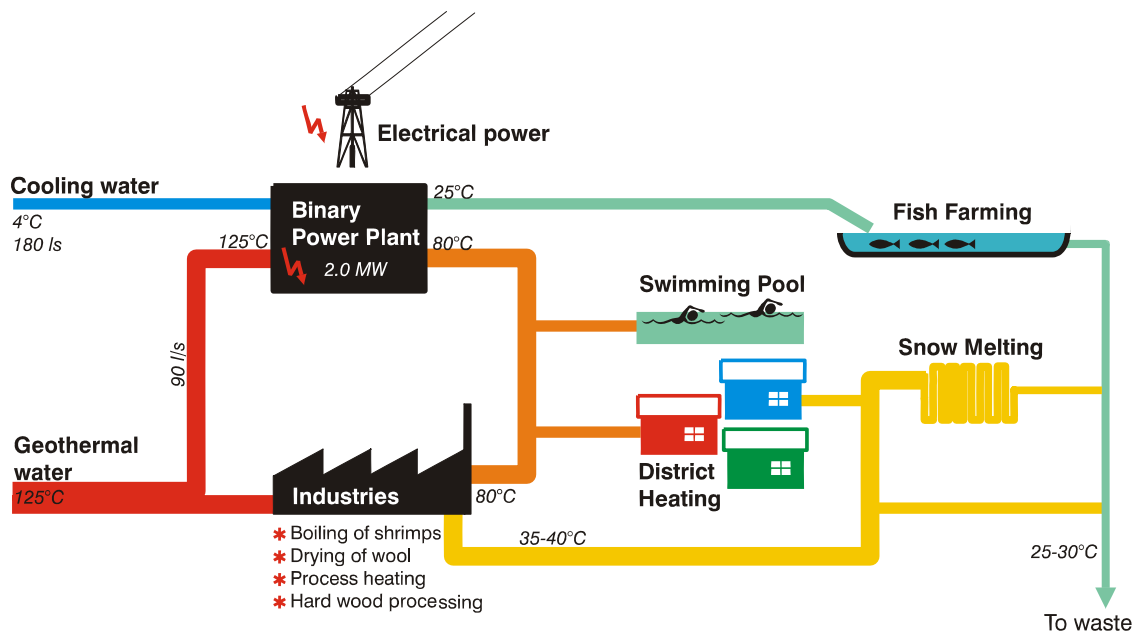 Electrical power
Cooling water
4°C
180 ls
25°C
Binary
Power Plant
2.0 MW
125°C
80°C
Fish Farming
Swimming Pool
Snow Melting
90 l/s
Geothermal
water
125°C
Industries
80°C
District
Heating
Boiling of shrimps
Drying of wool
Process heating
Hard wood processing
35-40°C
25-30°C
To waste